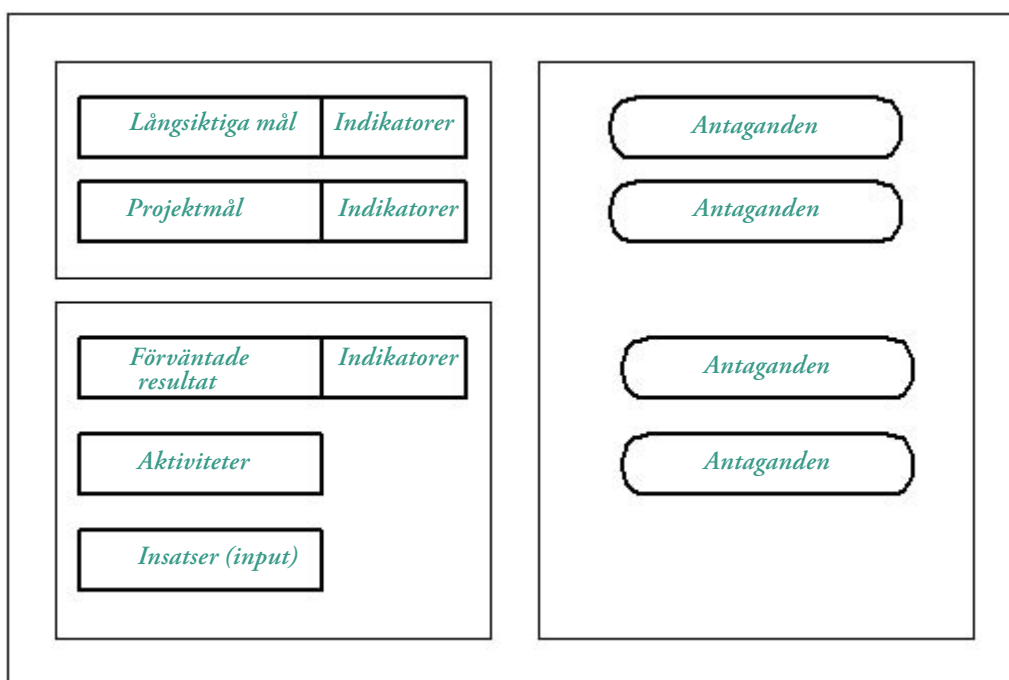 Långsiktiga mål Indikatorer Antaganden
Projektmål Indikatorer Antaganden
Förväntade Indikatorer Antaganden
resultat
Aktiviteter Antaganden
Insatser (input)